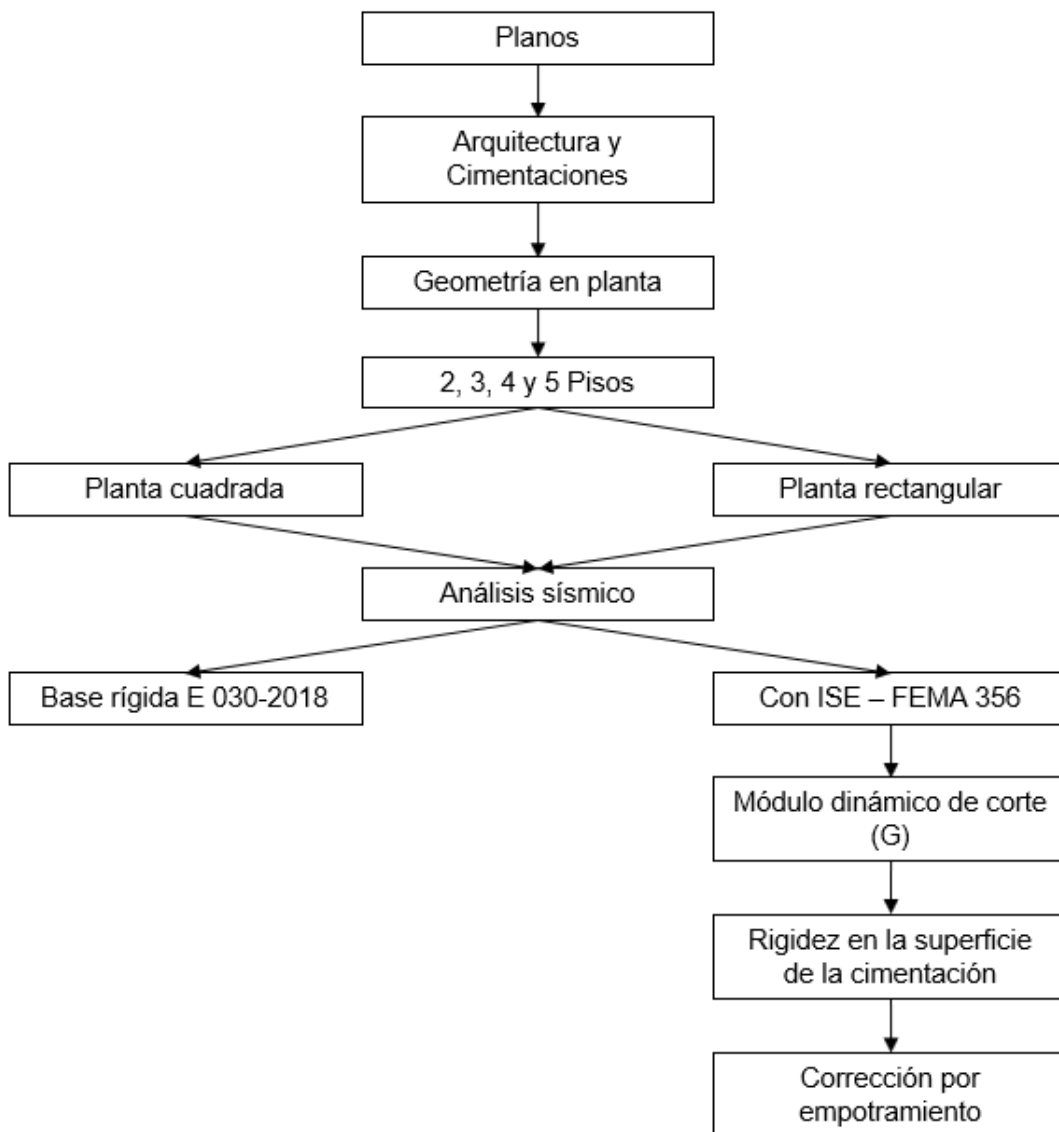 Planos
Arquitectura y
Cimentaciones
Geometría en planta
2, 3, 4 y 5 Pisos
Planta cuadrada
Planta rectangular
Análisis sísmico
Base rígida E 030-2018
Con ISE – FEMA 356
Módulo dinámico de corte
(G)
Rigidez en la superficie
de la cimentación
Corrección por
empotramiento